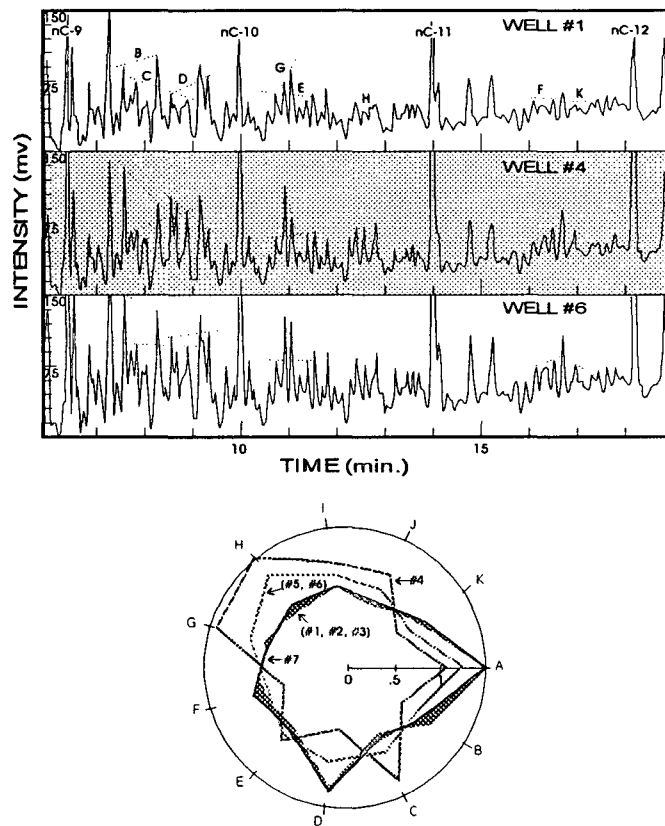 150 nC-9 nC-10 nC-11 WELL #1 nC-12
B
C D G E H F K
75
150 WELL #4
75
150 WELL #6
75
INTENSITY (mv)
10 15
TIME (min.)
I
J
H
K
(#5, #6) #4
G
(#1, #2, #3)
#7
0 .5
A
F
B
E
C
D